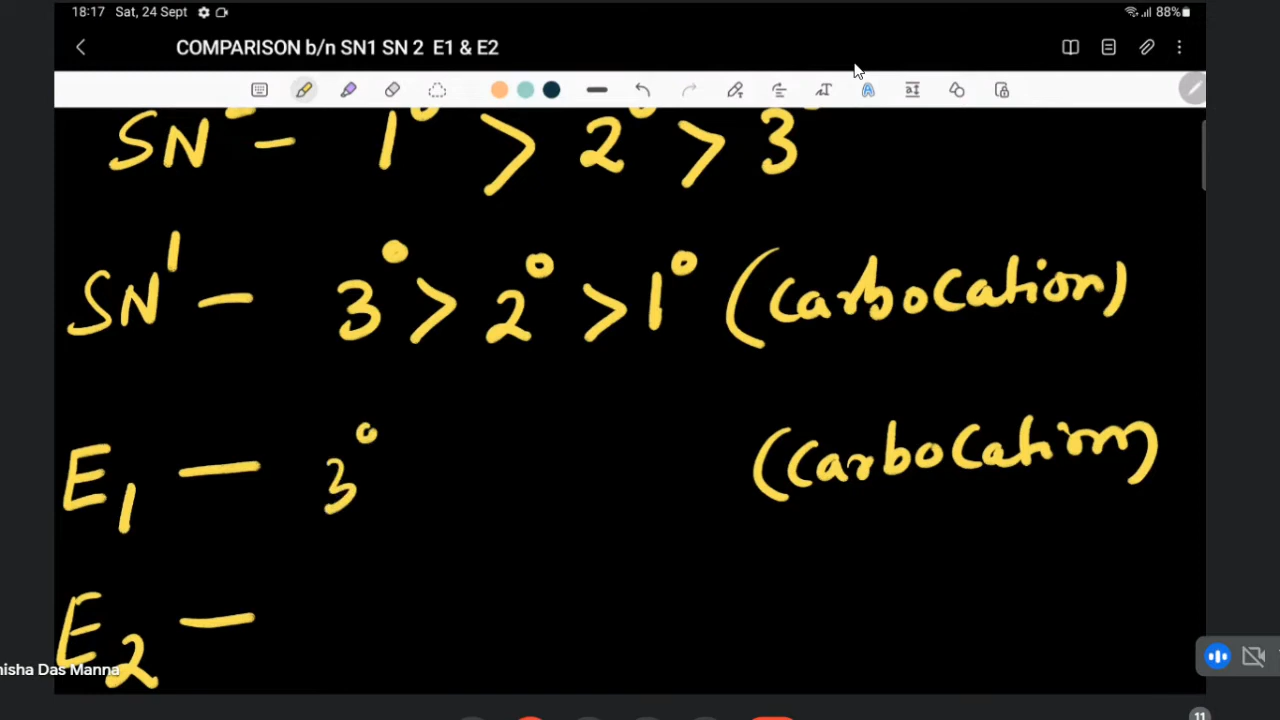 18:17 Sat, 24 Sept 88%
COMPARISON b/n SN1 SN 2 E1 & E2
SN² - 1° > 2° > 3°
SN¹ - 3° > 2° > 1° (Carbocation)
E₁ - 3° (Carbocation)
E₂ -
Das Manna
11